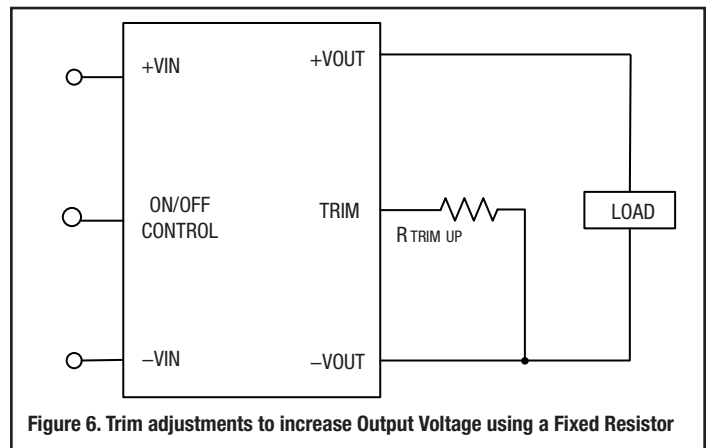 +VIN
+VOUT
ON/OFF
CONTROL
TRIM
R TRIM UP
LOAD
–VIN
–VOUT
Figure 6. Trim adjustments to increase Output Voltage using a Fixed Resistor